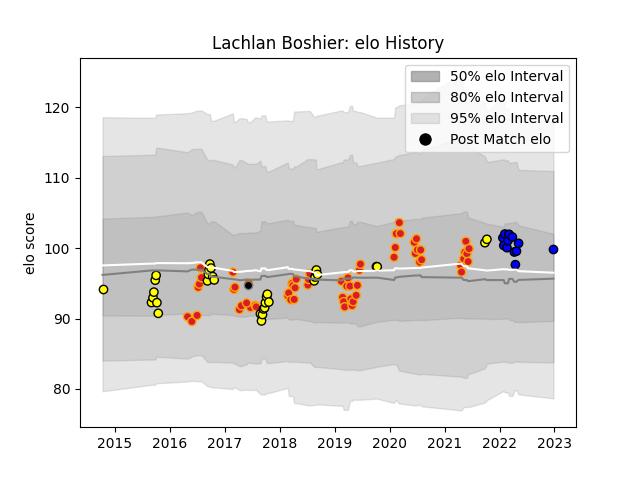 Lachlan Boshier: elo History
50% elo Interval
80% elo Interval
95% elo Interval
Post Match elo
elo score
120
110
100
90
80
2015 2016 2017 2018 2019 2020 2021 2022 2023